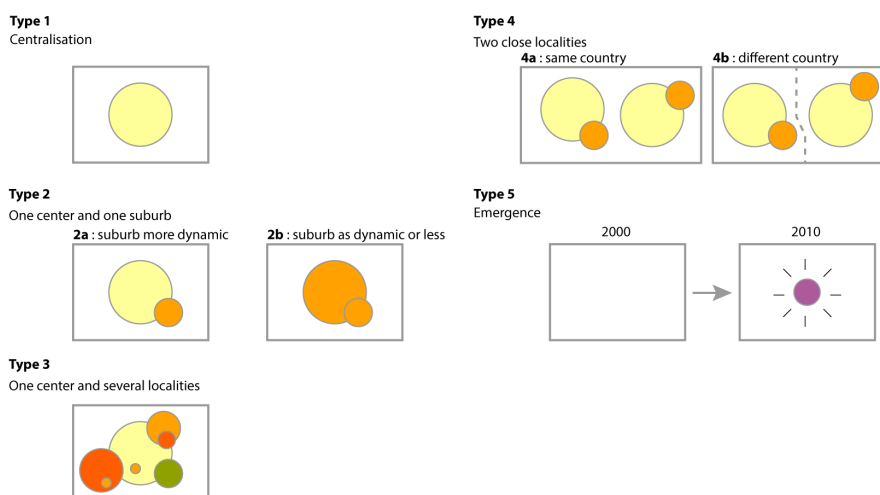 Type 1
Centralisation
Type 2
One center and one suburb
2a : suburb more dynamic
2b : suburb as dynamic or less
Type 3
One center and several localities
Type 4
Two close localities
4a : same country
4b : different country
Type 5
Emergence
2000
2010